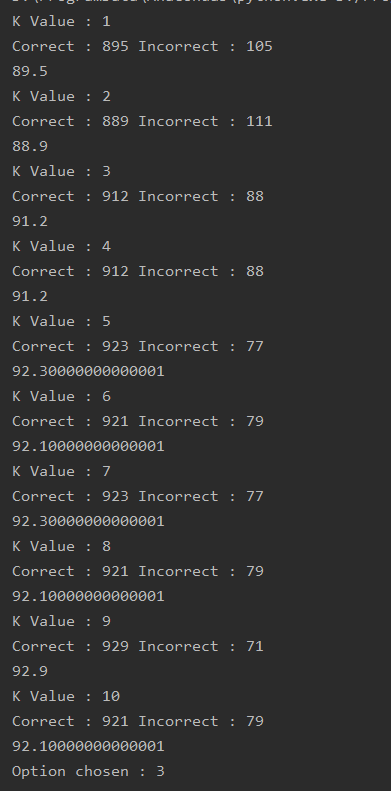 K Value : 1
Correct : 895 Incorrect : 105
89.5
K Value : 2
Correct : 889 Incorrect : 111
88.9
K Value : 3
Correct : 912 Incorrect : 88
91.2
K Value : 4
Correct : 912 Incorrect : 88
91.2
K Value : 5
Correct : 923 Incorrect : 77
92.30000000000001
K Value : 6
Correct : 921 Incorrect : 79
92.10000000000001
K Value : 7
Correct : 923 Incorrect : 77
92.30000000000001
K Value : 8
Correct : 921 Incorrect : 79
92.10000000000001
K Value : 9
Correct : 929 Incorrect : 71
92.9
K Value : 10
Correct : 921 Incorrect : 79
92.10000000000001
Option chosen : 3